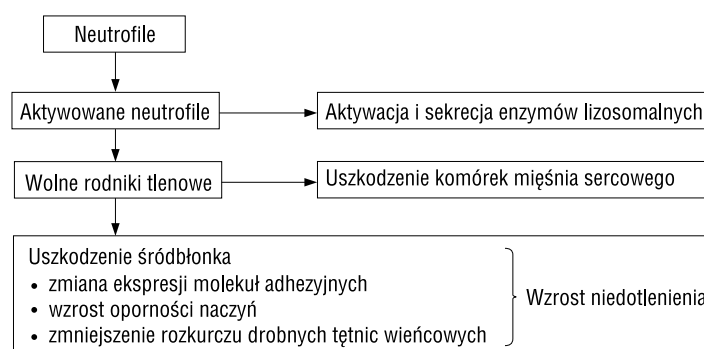 Neutrofile
Aktywowane neutrofile
Aktywacja i sekrecja enzymów lizosomalnych
Wolne rodniki tlenowe
Uszkodzenie komórek mięśnia sercowego
Uszkodzenie śródbłonka
• zmiana ekspresji molekuł adhezyjnych
• wzrost oporności naczyń
• zmniejszenie rozkurczu drobnych tętnic wieńcowych
Wzrost niedotlenienia